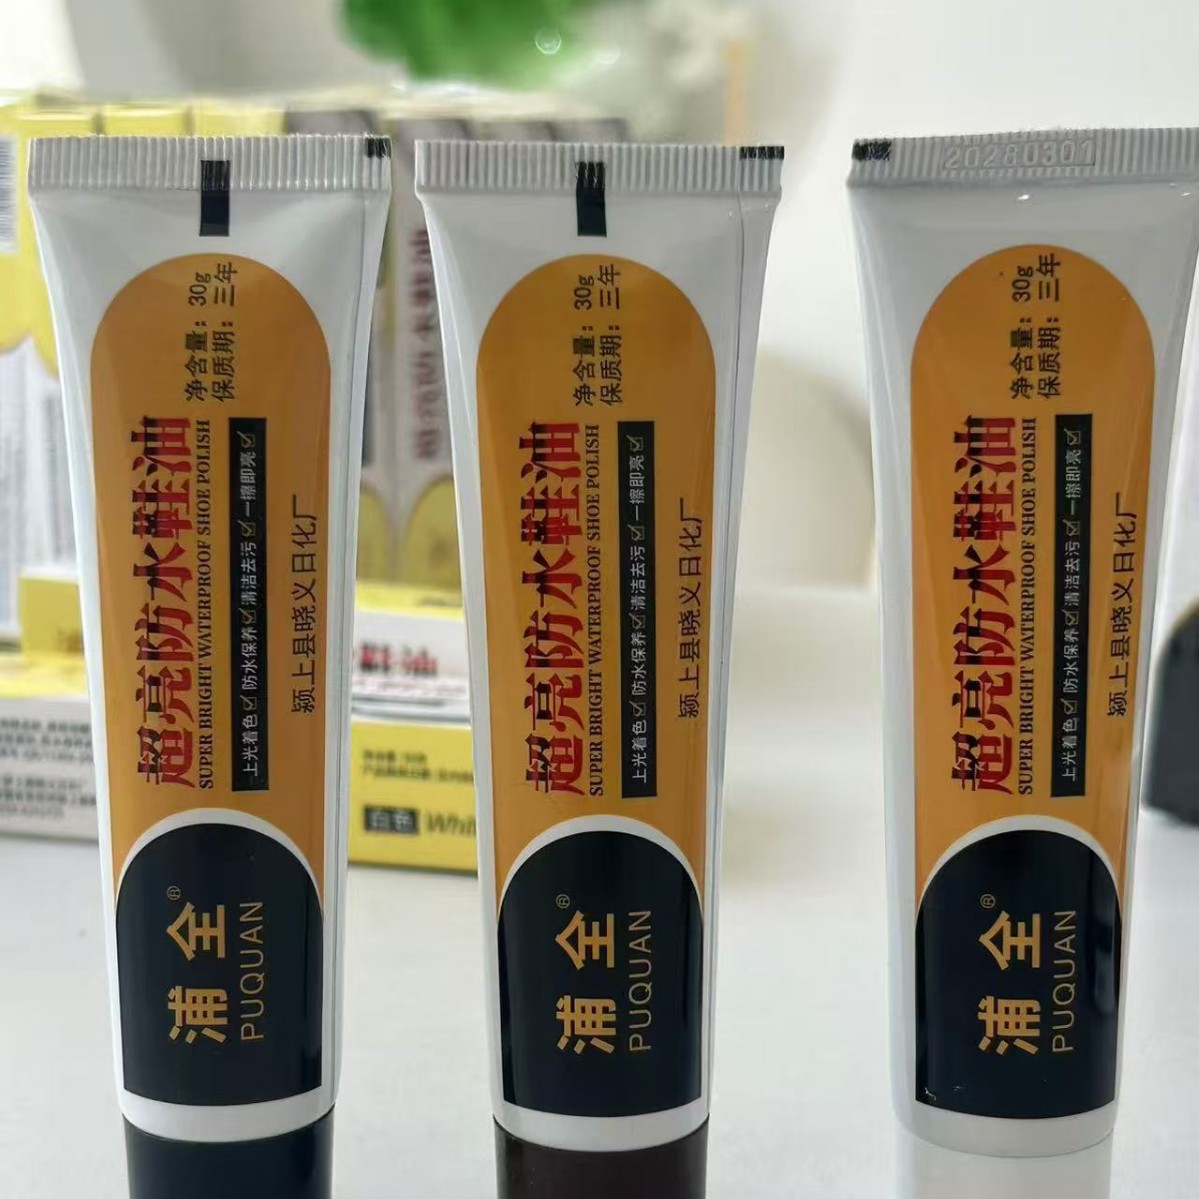 净含量：30g
保质期：三年
超亮防水鞋油
SUPER BRIGHT WATERPROOF SHOE POLISH
上光着色☑防水保养☑清洁去污☑一擦即亮☑
颍上县晓义日化厂
浦全®
PUQUAN
净含量：30g
保质期：三年
超亮防水鞋油
SUPER BRIGHT WATERPROOF SHOE POLISH
上光着色☑防水保养☑清洁去污☑一擦即亮☑
颍上县晓义日化厂
浦全®
PUQUAN
20280301
净含量：30g
保质期：三年
超亮防水鞋油
SUPER BRIGHT WATERPROOF SHOE POLISH
上光着色☑防水保养☑清洁去污☑一擦即亮☑
颍上县晓义日化厂
浦全®
PUQUAN
鞋油
白色 Whi